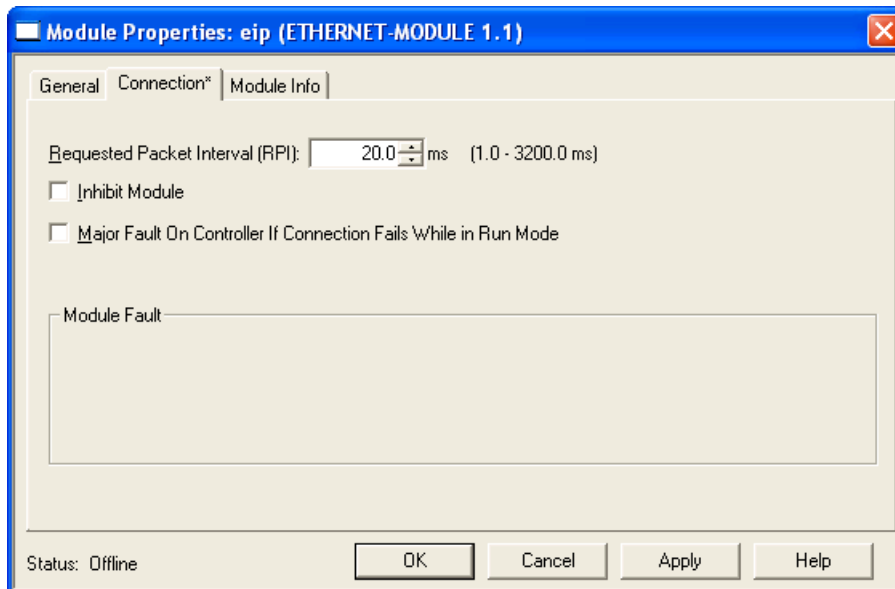 Module Properties: eip (ETHERNET-MODULE 1.1)
General Connection* Module Info
Requested Packet Interval (RPI): 20.0 ms (1.0 - 3200.0 ms)
Inhibit Module
Major Fault On Controller If Connection Fails While in Run Mode
Module Fault
Status: Offline OK Cancel Apply Help